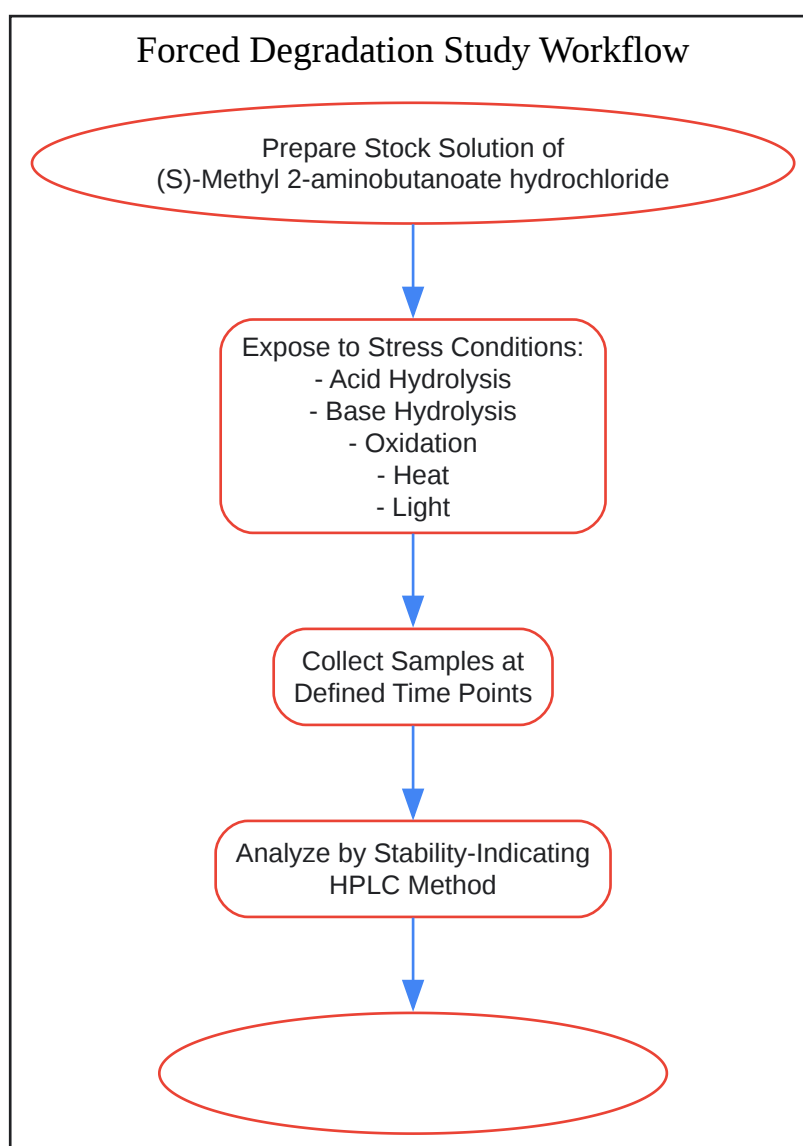 Forced Degradation Study Workflow
Prepare Stock Solution of
(S)-Methyl 2-aminobutanoate hydrochloride
Expose to Stress Conditions:
- Acid Hydrolysis
- Base Hydrolysis
- Oxidation
- Heat
- Light
Collect Samples at
Defined Time Points
Analyze by Stability-Indicating
HPLC Method